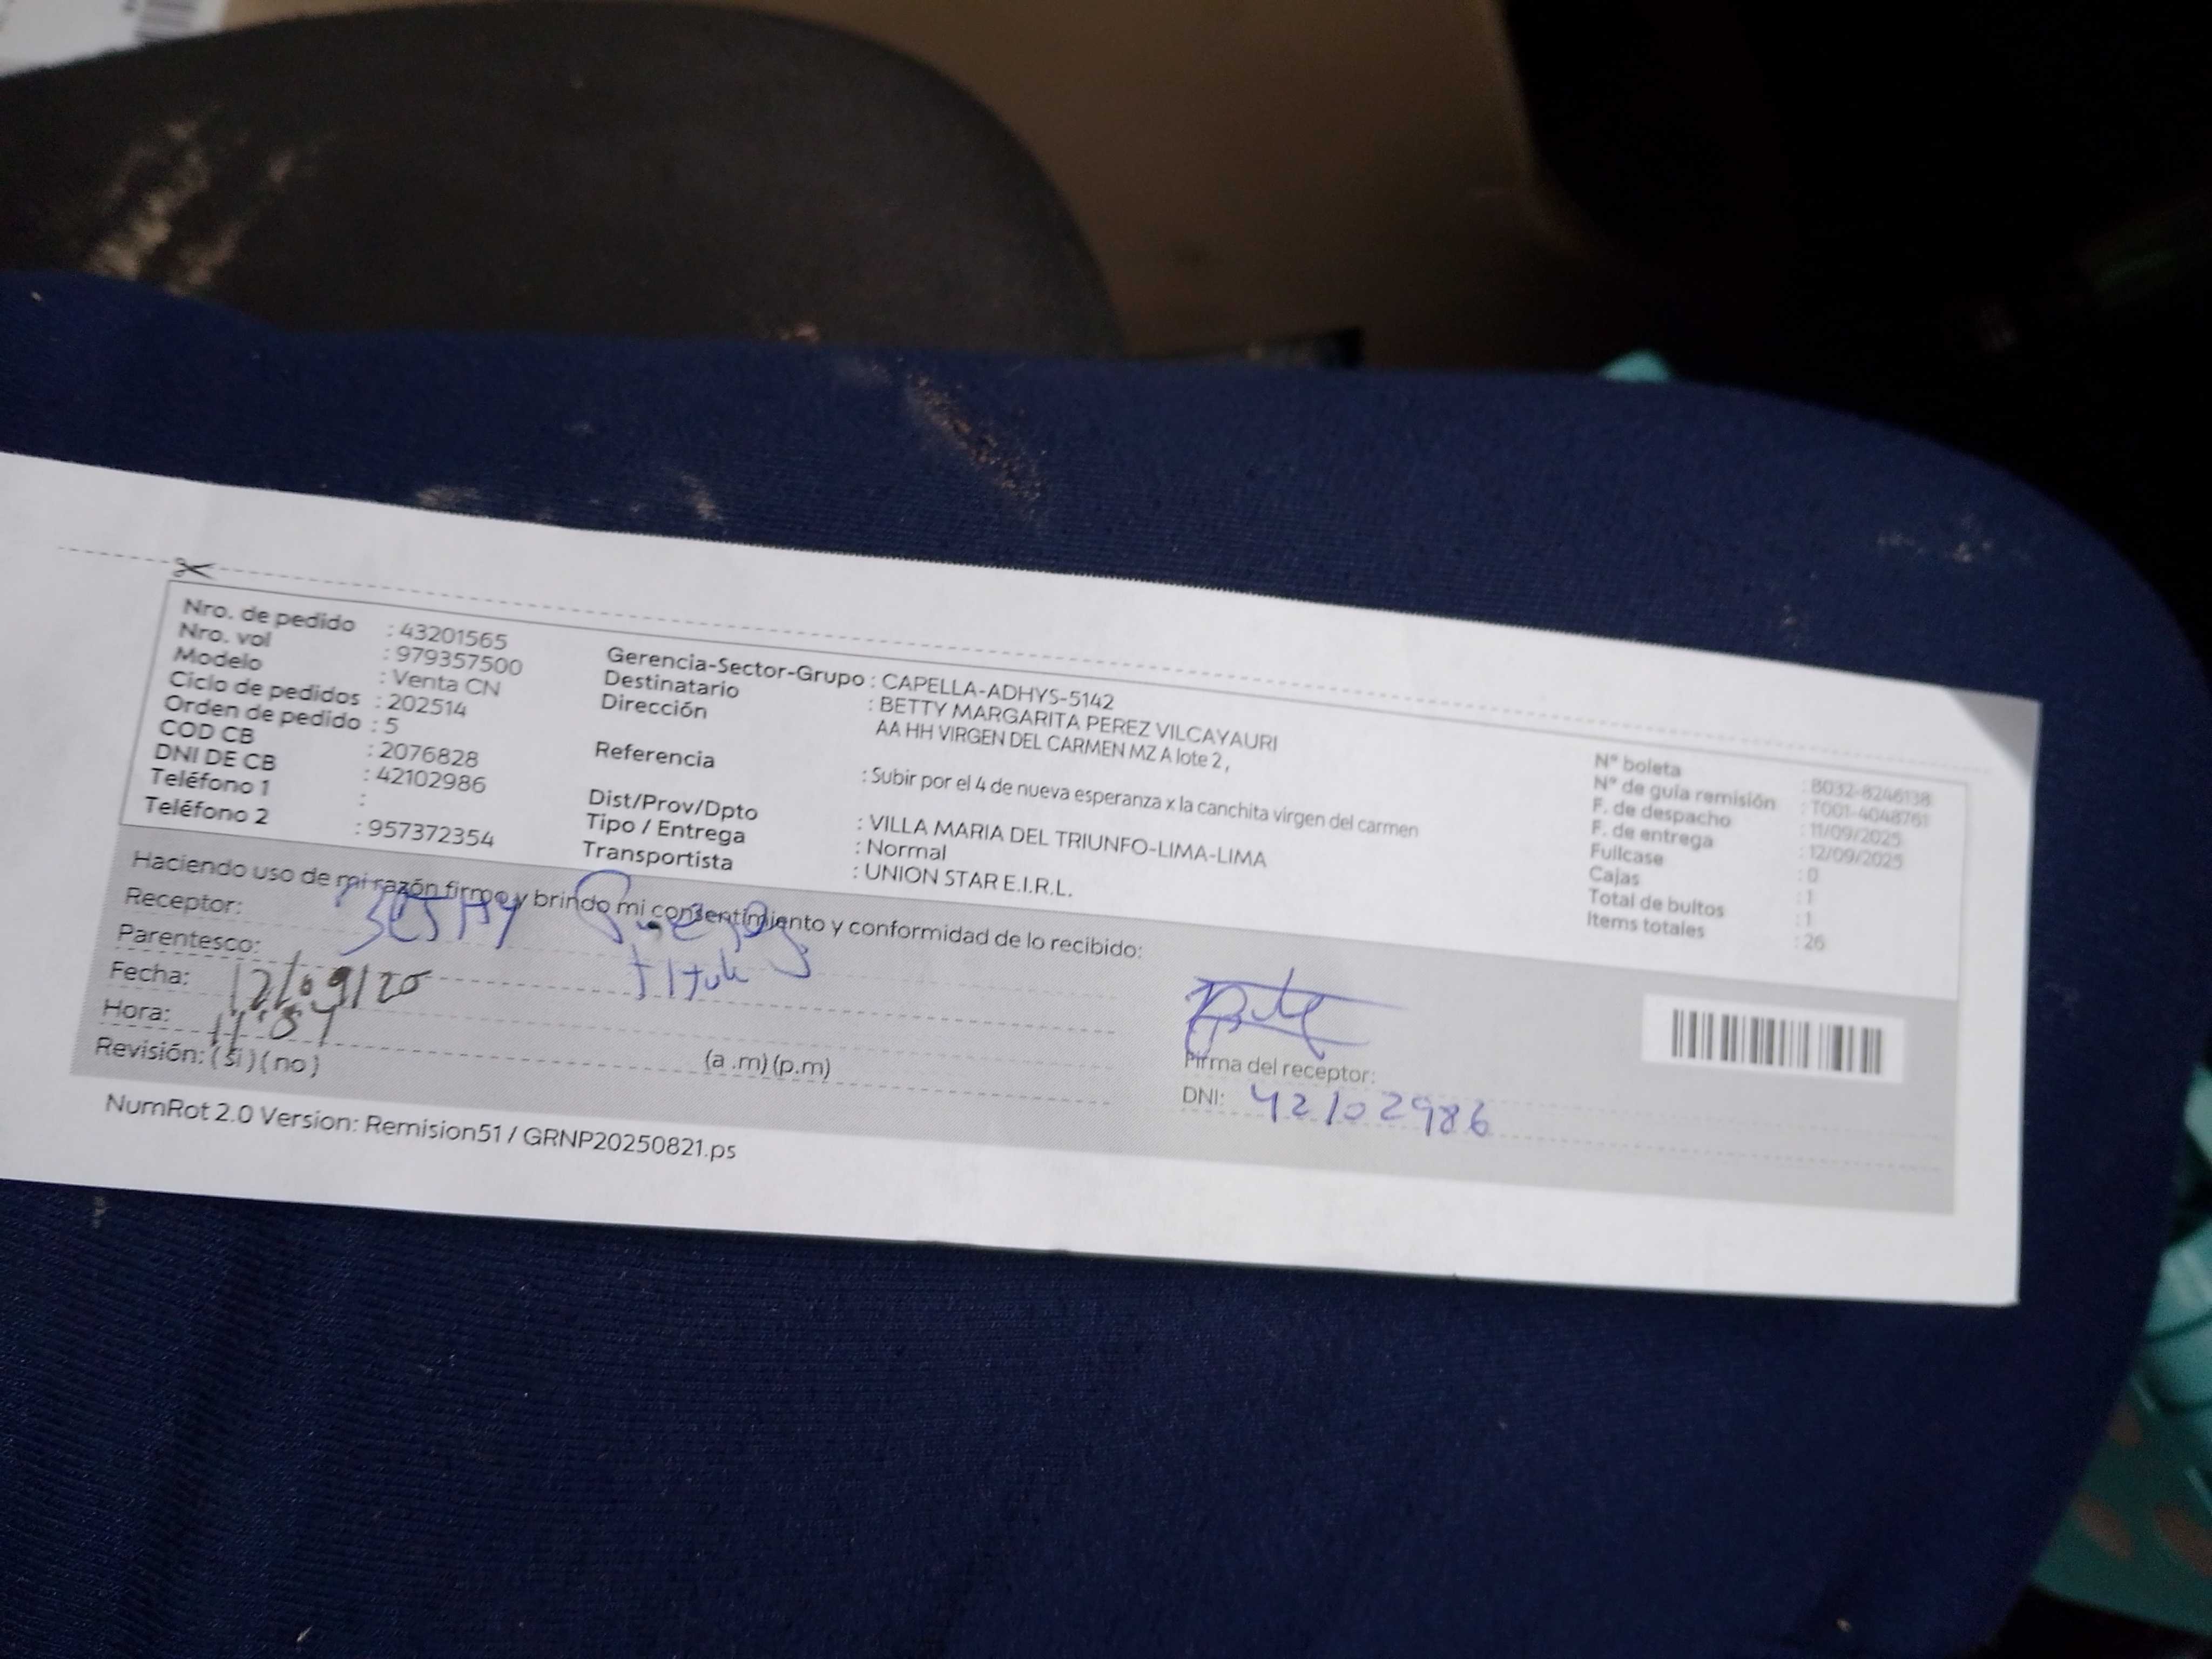 Nro. de pedido : 43201565
Nro. vol : 979357500
Modelo : Venta CN
Ciclo de pedidos : 202514
Orden de pedido : 5
COD CB : 2076828
DNI DE CB : 42102986
Teléfono 1 :
Teléfono 2 : 957372354
Gerencia-Sector-Grupo : CAPELLA-ADHYS-5142
Destinatario : BETTY MARGARITA PEREZ VILCAYAURI
Dirección AA HH VIRGEN DEL CARMEN MZ A lote 2 ,
Referencia : Subir por el 4 de nueva esperanza x la canchita virgen del carmen
Dist/Prov/Dpto : VILLA MARIA DEL TRIUNFO-LIMA-LIMA
Tipo / Entrega : Normal
Transportista : UNION STAR E.I.R.L.
N° boleta : B032-8246138
N° de guía remisión : T001-4048761
F. de despacho : 11/09/2025
F. de entrega : 12/09/2025
Fullcase : 0
Cajas : 1
Total de bultos : 1
Items totales : 26
Haciendo uso de mi razón firmo y brindo mi consentimiento y conformidad de lo recibido:
Receptor:
Parentesco:
Fecha: 12/09/25
Hora:
(a .m) (p.m)
Revisión: ( si ) ( no )
Firma del receptor:
DNI: 42102986
NumRot 2.0 Version: Remision51 / GRNP20250821.ps